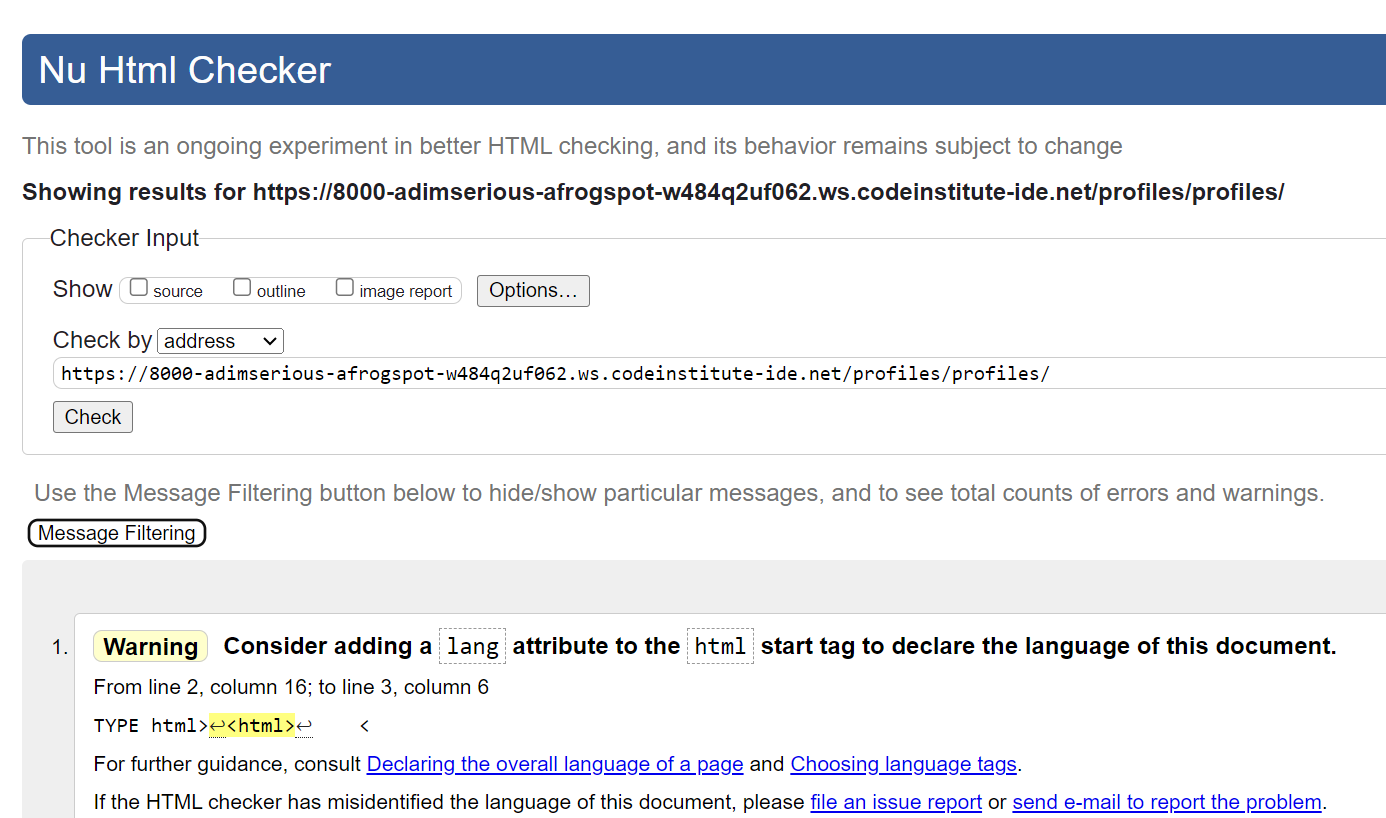 Nu Html Checker
This tool is an ongoing experiment in better HTML checking, and its behavior remains subject to change
Showing results for https://8000-adimserious-afrogspot-w484q2uf062.ws.codeinstitute-ide.net/profiles/profiles/
Checker Input
Show source outline image report Options…
Check by address
https://8000-adimserious-afrogspot-w484q2uf062.ws.codeinstitute-ide.net/profiles/profiles/
Check
Use the Message Filtering button below to hide/show particular messages, and to see total counts of errors and warnings.
Message Filtering
1. Warning Consider adding a lang attribute to the html start tag to declare the language of this document.
From line 2, column 16; to line 3, column 6
TYPE html>↩<html>↩    <
For further guidance, consult Declaring the overall language of a page and Choosing language tags.
If the HTML checker has misidentified the language of this document, please file an issue report or send e-mail to report the problem.